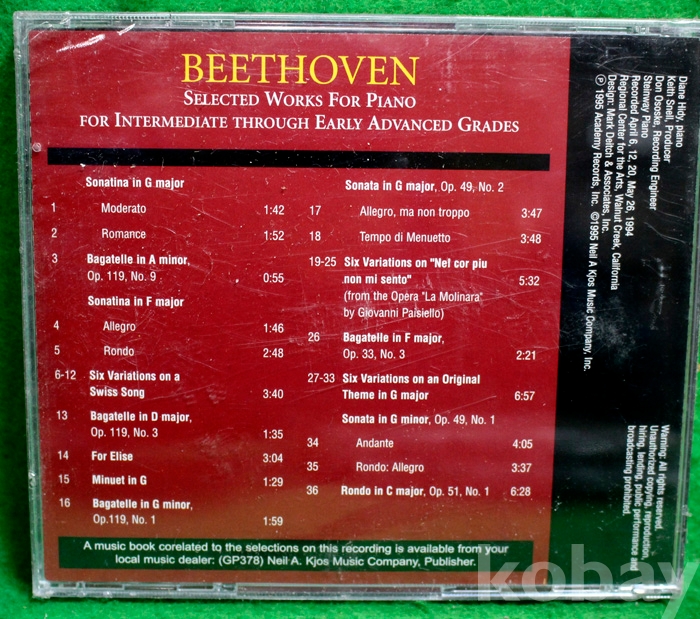 BEETHOVEN
SELECTED WORKS FOR PIANO
FOR INTERMEDIATE THROUGH EARLY ADVANCED GRADES
Sonatina in G major
1 Moderato 1:42
2 Romance 1:52
3 Bagatelle in A minor,
Op. 119, No. 9 0:55
Sonatina in F major
4 Allegro 1:46
5 Rondo 2:48
6-12 Six Variations on a
Swiss Song 3:40
13 Bagatelle in D major,
Op. 119, No. 3 1:35
14 For Elise 3:04
15 Minuet in G 1:29
16 Bagatelle in G minor,
Op.119, No. 1 1:59
Sonata in G major, Op. 49, No. 2
17 Allegro, ma non troppo 3:47
18 Tempo di Menuetto 3:48
19-25 Six Variations on "Nel cor piu
non mi sento" 5:32
(from the Opera "La Molinara"
by Giovanni Paisiello)
26 Bagatelle in F major,
Op. 33, No. 3 2:21
27-33 Six Variations on an Original
Theme in G major 6:57
Sonata in G minor, Op. 49, No. 1
34 Andante 4:05
35 Rondo: Allegro 3:37
36 Rondo in C major, Op. 51, No. 1 6:28
A music book corelated to the selections on this recording is available from your
local music dealer: (GP378) Neil A. Kjos Music Company, Publisher.
Diane Hidy, piano
Keith Snell, Producer
Don Ososke, Recording Engineer
Steinway Piano
Recorded April 6, 12, 20, May 26, 1994
Regional Center for the Arts, Walnut Creek, California
Design: Mark Deitch & Associates, Inc.
℗ 1995 Academy Records, Inc. ©1995 Neil A Kjos Music Company, Inc.
Warning: All rights reserved.
Unauthorized copying, reproduction,
hiring, lending, public performance and
broadcasting prohibited.
kobay